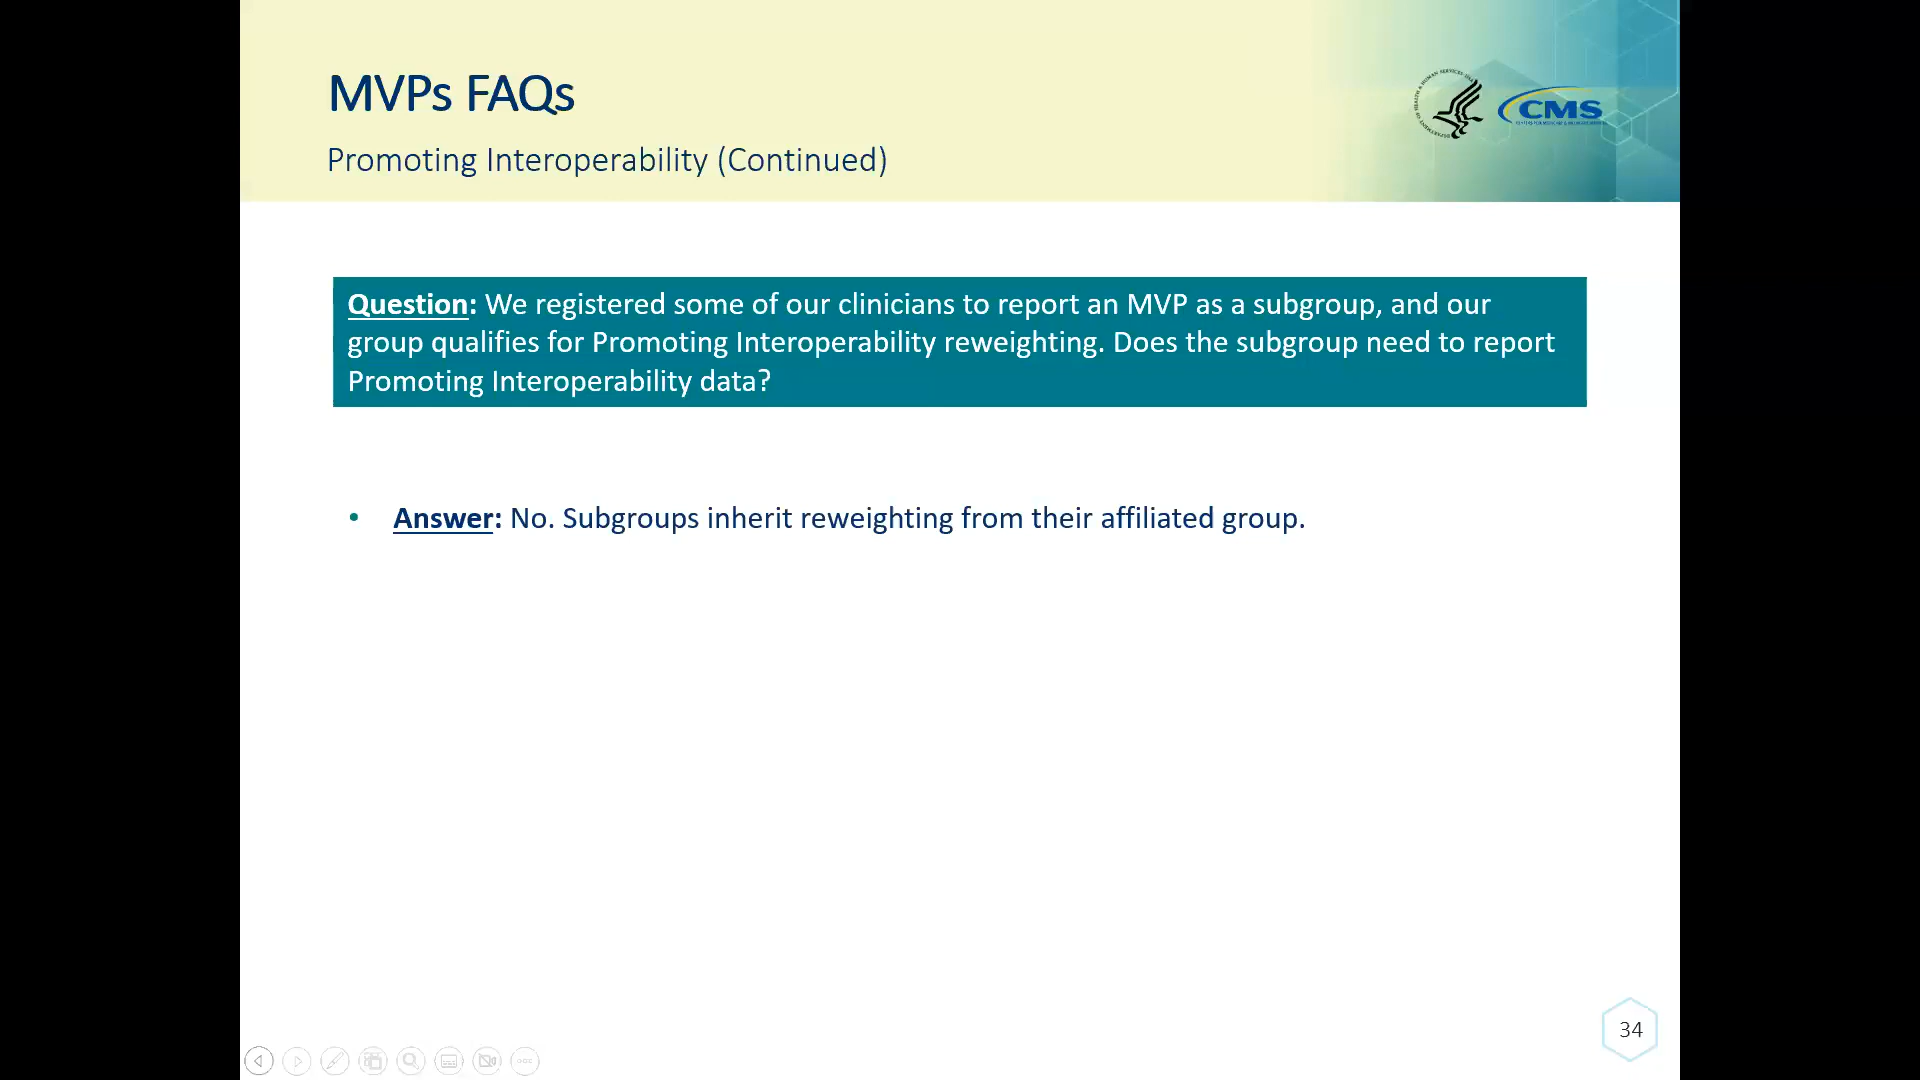 MVPs FAQs
Promoting Interoperability (Continued)
CMS
Question: We registered some of our clinicians to report an MVP as a subgroup, and our
group qualifies for Promoting Interoperability reweighting. Does the subgroup need to report
Promoting Interoperability data?
• Answer: No. Subgroups inherit reweighting from their affiliated group.
34